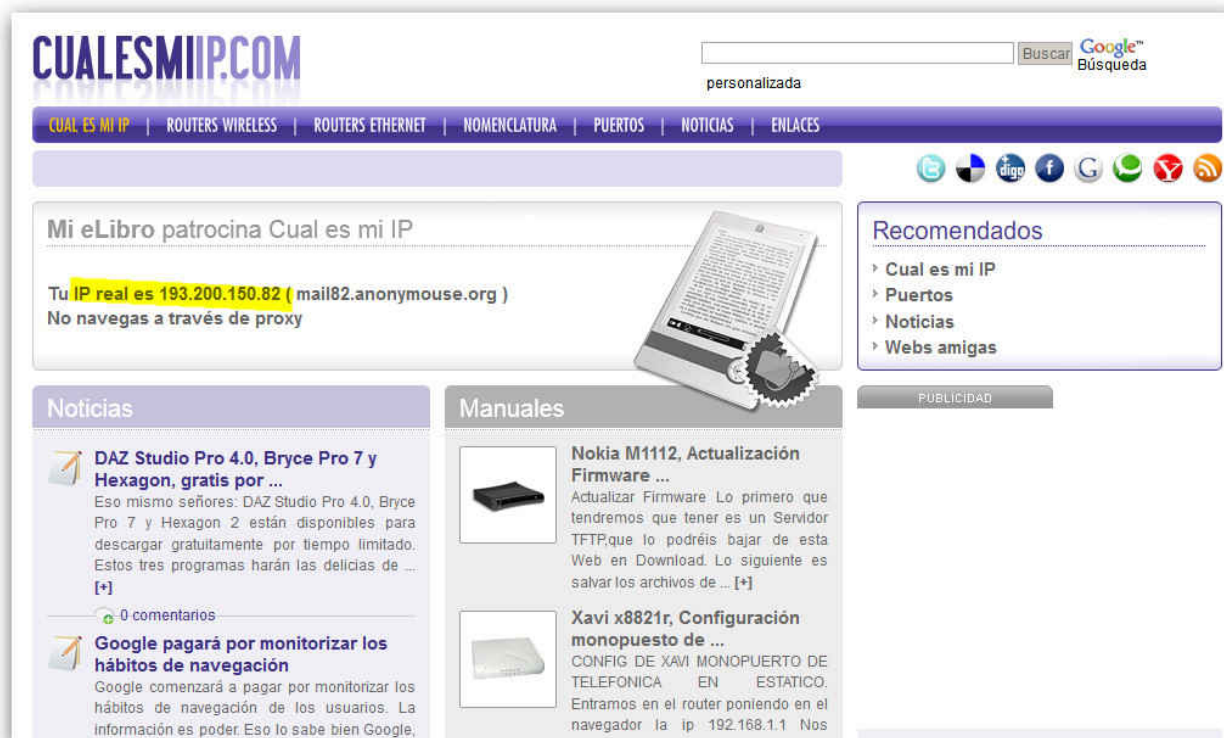 CUALESMIIP.COM
Buscar
Google™
Búsqueda
personalizada
CUAL ES MI IP | ROUTERS WIRELESS | ROUTERS ETHERNET | NOMENCLATURA | PUERTOS | NOTICIAS | ENLACES
digg
Mi eLibro patrocina Cual es mi IP
Tu IP real es 193.200.150.82 ( mail82.anonymouse.org )
No navegas a través de proxy
Recomendados
Cual es mi IP
Puertos
Noticias
Webs amigas
PUBLICIDAD
Noticias
DAZ Studio Pro 4.0, Bryce Pro 7 y
Hexagon, gratis por ...
Eso mismo señores: DAZ Studio Pro 4.0, Bryce
Pro 7 y Hexagon 2 están disponibles para
descargar gratuitamente por tiempo limitado.
Estos tres programas harán las delicias de ...
[+]
0 comentarios
Google pagará por monitorizar los
hábitos de navegación
Google comenzará a pagar por monitorizar los
hábitos de navegación de los usuarios. La
información es poder. Eso lo sabe bien Google,
Manuales
Nokia M1112, Actualización
Firmware ...
Actualizar Firmware Lo primero que
tendremos que tener es un Servidor
TFTP,que lo podréis bajar de esta
Web en Download. Lo siguiente es
salvar los archivos de ... [+]
Xavi x8821r, Configuración
monopuesto de ...
CONFIG DE XAVI MONOPUERTO DE
TELEFONICA EN ESTATICO.
Entramos en el router poniendo en el
navegador la ip 192.168.1.1 Nos